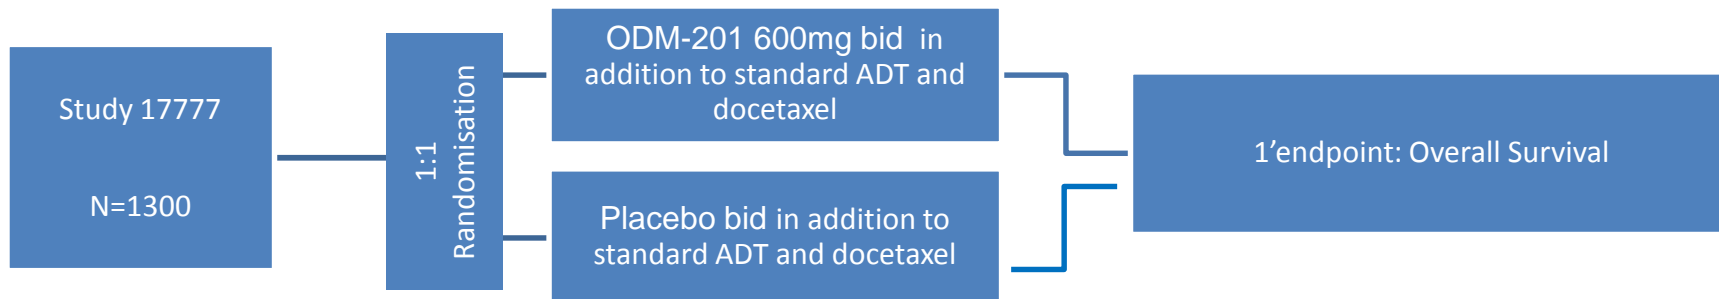 Study 17777
N=1300
1:1
Randomisation
ODM-201 600mg bid in
addition to standard ADT and
docetaxel
Placebo bid in addition to
standard ADT and docetaxel
1’endpoint: Overall Survival